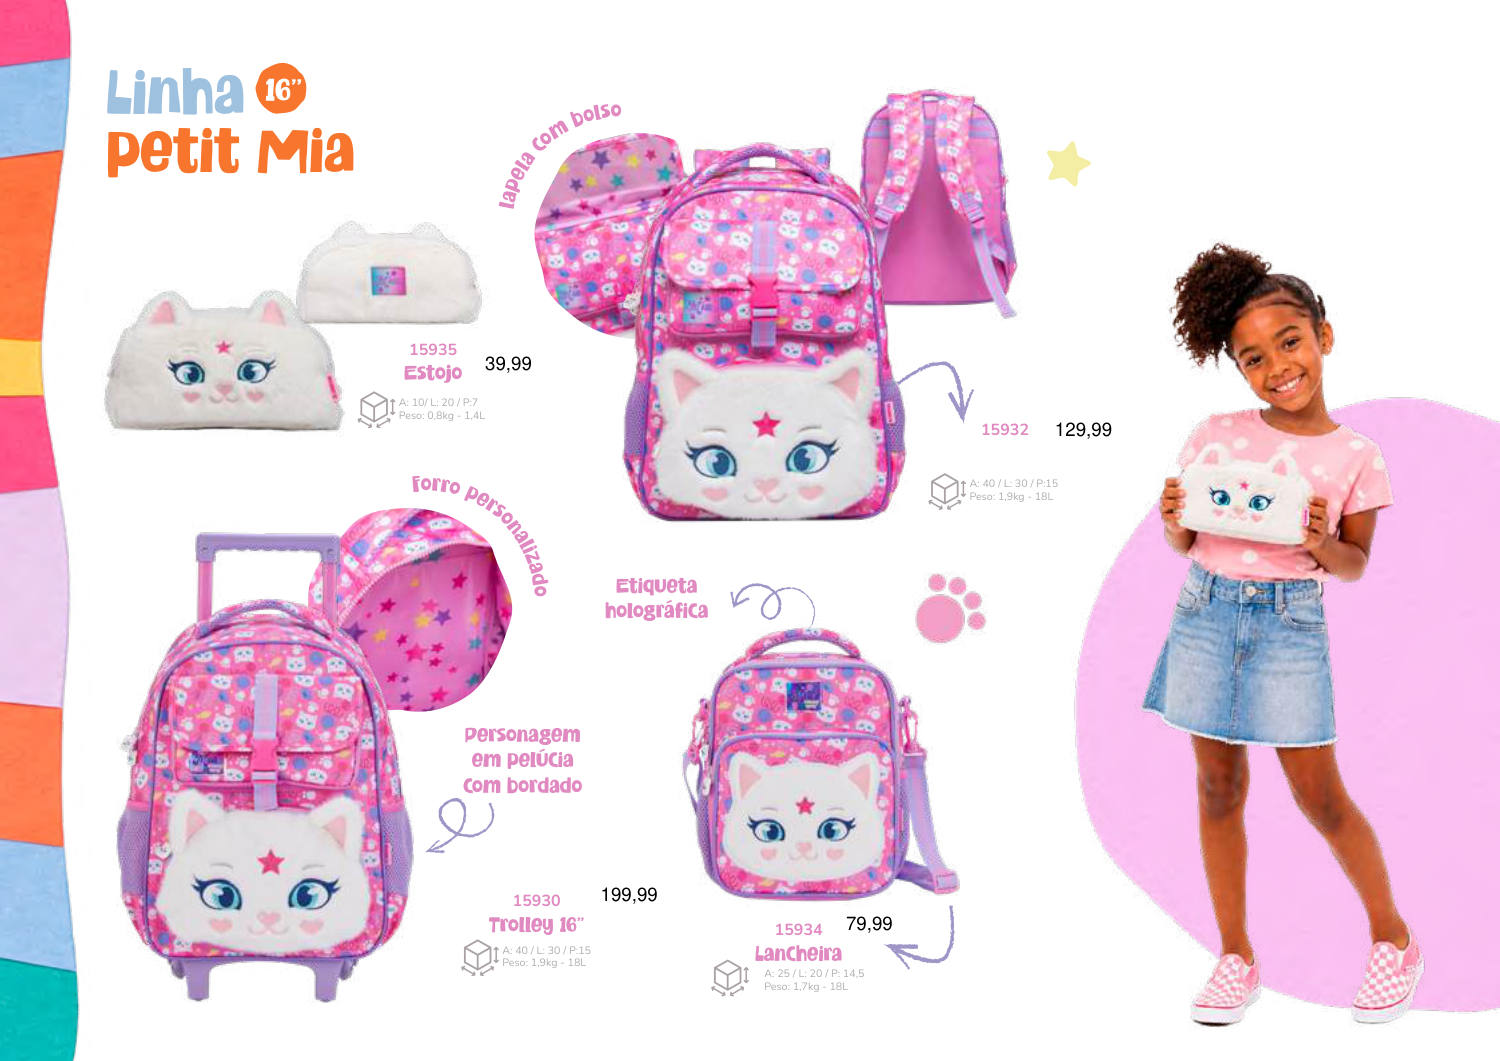 Linha 16”
Petit Mia
Tapela com bolso
15935
Estojo
39,99
A: 10/ L: 20 / P:7
Peso: 0,8kg - 1,4L
15932
129,99
A: 40 / L: 30 / P:15
Peso: 1,9kg - 18L
Forro personalizado
Etiqueta
holográfica
Personagem
em pelúcia
com bordado
15930
199,99
Trolley 16”
A: 40 / L: 30 / P:15
Peso: 1,9kg - 18L
15934
79,99
Lancheira
A: 25 / L: 20 / P: 14,5
Peso: 1,7kg - 18L